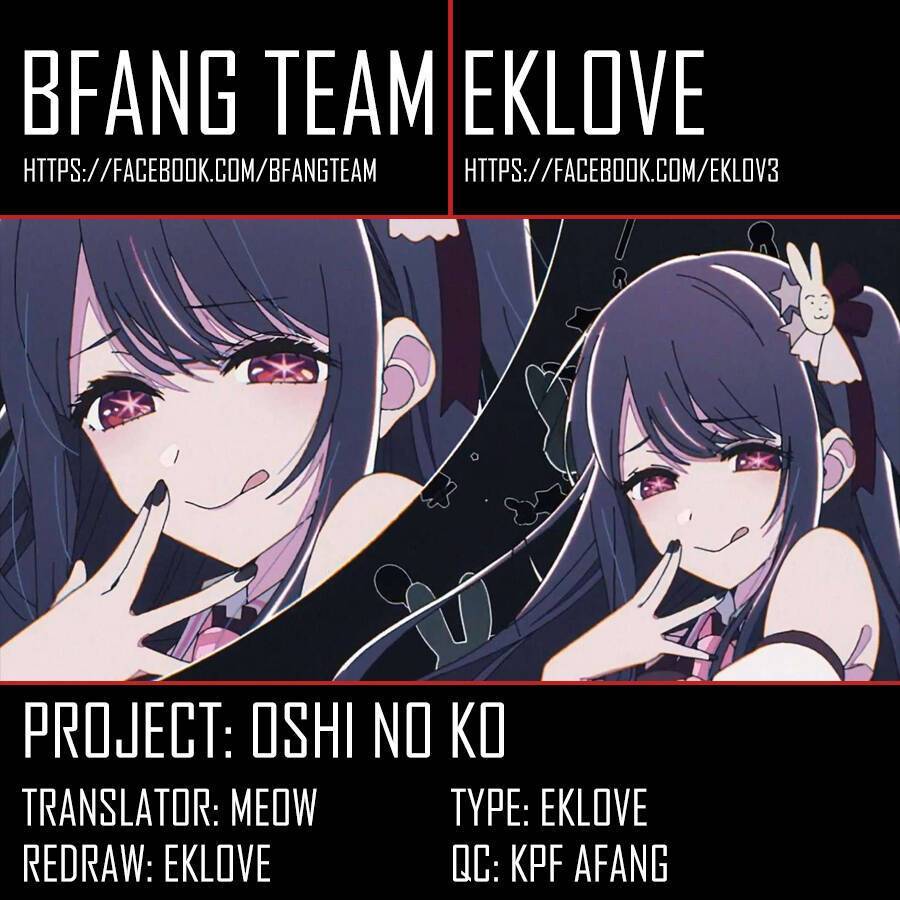 BFANG TEAM
HTTPS://FACEBOOK.COM/BFANGTEAM
EKLOVE
HTTPS://FACEBOOK.COM/EKLOV3
PROJECT: OSHI NO KO
TRANSLATOR: MEOW
TYPE: EKLOVE
REDRAW: EKLOVE
QC: KPF AFANG